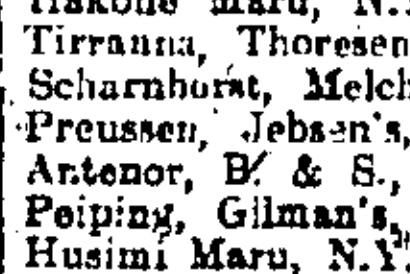 Hakone Maru, N.Y.
Tirranna, Thoresen
Scharnhorst, Melch
Preussen, Jebsen's,
Antenor, B. & S.,
Peiping, Gilman's,
Husimi Maru, N.Y.